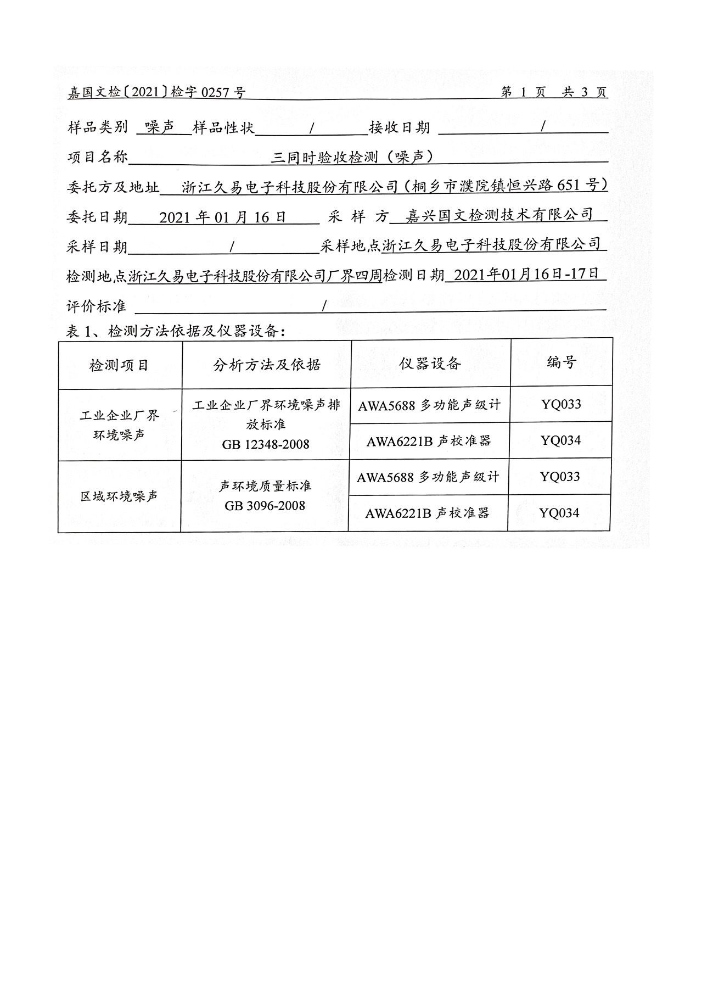 嘉国文检〔2021〕检字 0257 号 第 1 页 共 3 页
样品类别 噪声 样品性状 / 接收日期 /
项目名称 三同时验收检测（噪声）
委托方及地址 浙江久易电子科技股份有限公司（桐乡市濮院镇恒兴路 651 号）
委托日期 2021 年 01 月 16 日 采 样 方 嘉兴国文检测技术有限公司
采样日期 / 采样地点 浙江久易电子科技股份有限公司
检测地点 浙江久易电子科技股份有限公司厂界四周 检测日期 2021年01月16日-17日
评价标准 /
表 1、检测方法依据及仪器设备：
检测项目 分析方法及依据 仪器设备 编号
工业企业厂界
环境噪声
工业企业厂界环境噪声排
放标准
GB 12348-2008
AWA5688 多功能声级计 YQ033
AWA6221B 声校准器 YQ034
区域环境噪声
声环境质量标准
GB 3096-2008
AWA5688 多功能声级计 YQ033
AWA6221B 声校准器 YQ034